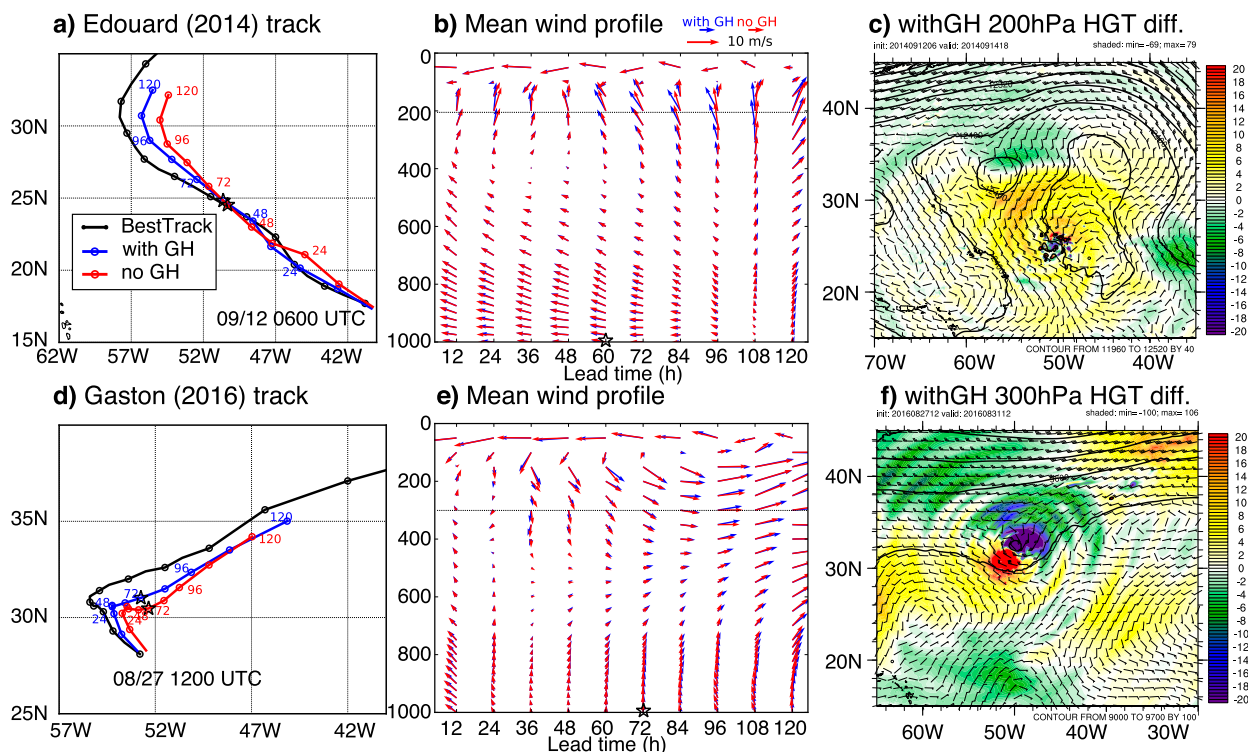 a) Edouard (2014) track
30N
25N
20N
15N
62W 57W 52W 47W 42W
120
120
96
96
72
72
48
48
24
24
BestTrack
with GH
no GH
09/12 0600 UTC
b) Mean wind profile
with GH no GH
10 m/s
0
200
400
600
800
1000
12 24 36 48 60 72 84 96 108 120
Lead time (h)
c) withGH 200hPa HGT diff.
init: 2014091206 valid: 2014091418 shaded: min= -69; max= 79
40N
30N
20N
70W 60W 50W 40W
CONTOUR FROM 11960 TO 12520 BY 40
20
18
16
14
12
10
8
6
4
2
0
-2
-4
-6
-8
-10
-12
-14
-16
-18
-20
d) Gaston (2016) track
35N
30N
25N
57W 52W 47W 42W
120
120
96
96
72
72
48
24
24
08/27 1200 UTC
e) Mean wind profile
0
200
400
600
800
1000
12 24 36 48 60 72 84 96 108 120
Lead time (h)
f) withGH 300hPa HGT diff.
init: 2016082712 valid: 2016083112 shaded: min= -100; max= 106
40N
30N
20N
60W 50W 40W 30W
CONTOUR FROM 9000 TO 9700 BY 100
20
18
16
14
12
10
8
6
4
2
0
-2
-4
-6
-8
-10
-12
-14
-16
-18
-20